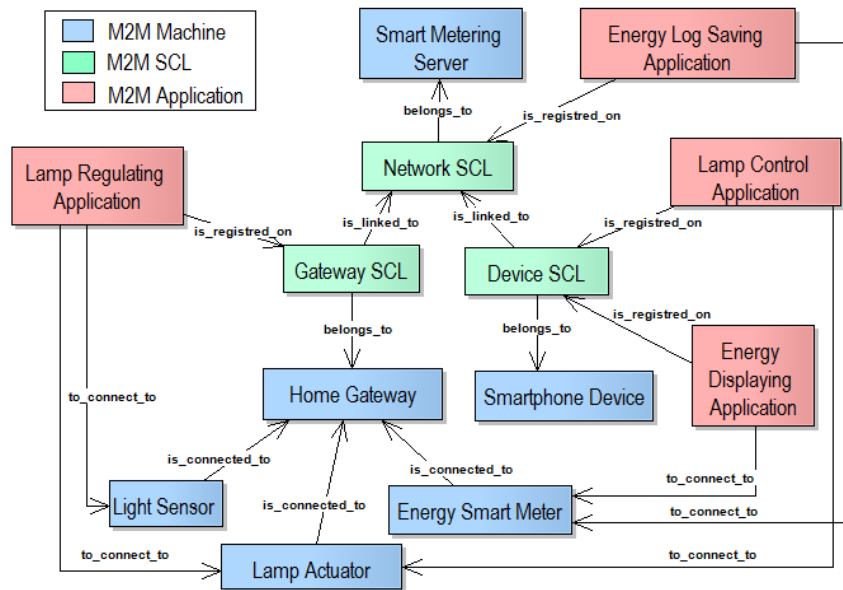 M2M Machine
M2M SCL
M2M Application
Smart Metering
Server
Energy Log Saving
Application
belongs_to
is_registred_on
Lamp Regulating
Application
Network SCL
Lamp Control
Application
is_registred_on
is_linked_to
is_linked_to
is_registred_on
Gateway SCL
Device SCL
belongs_to
belongs_to
is_registred_on
Energy
Displaying
Application
Home Gateway
Smartphone Device
to_connect_to
is_connected_to
is_connected_to
to_connect_to
Light Sensor
is_connected_to
Energy Smart Meter
to_connect_to
to_connect_to
Lamp Actuator
to_connect_to